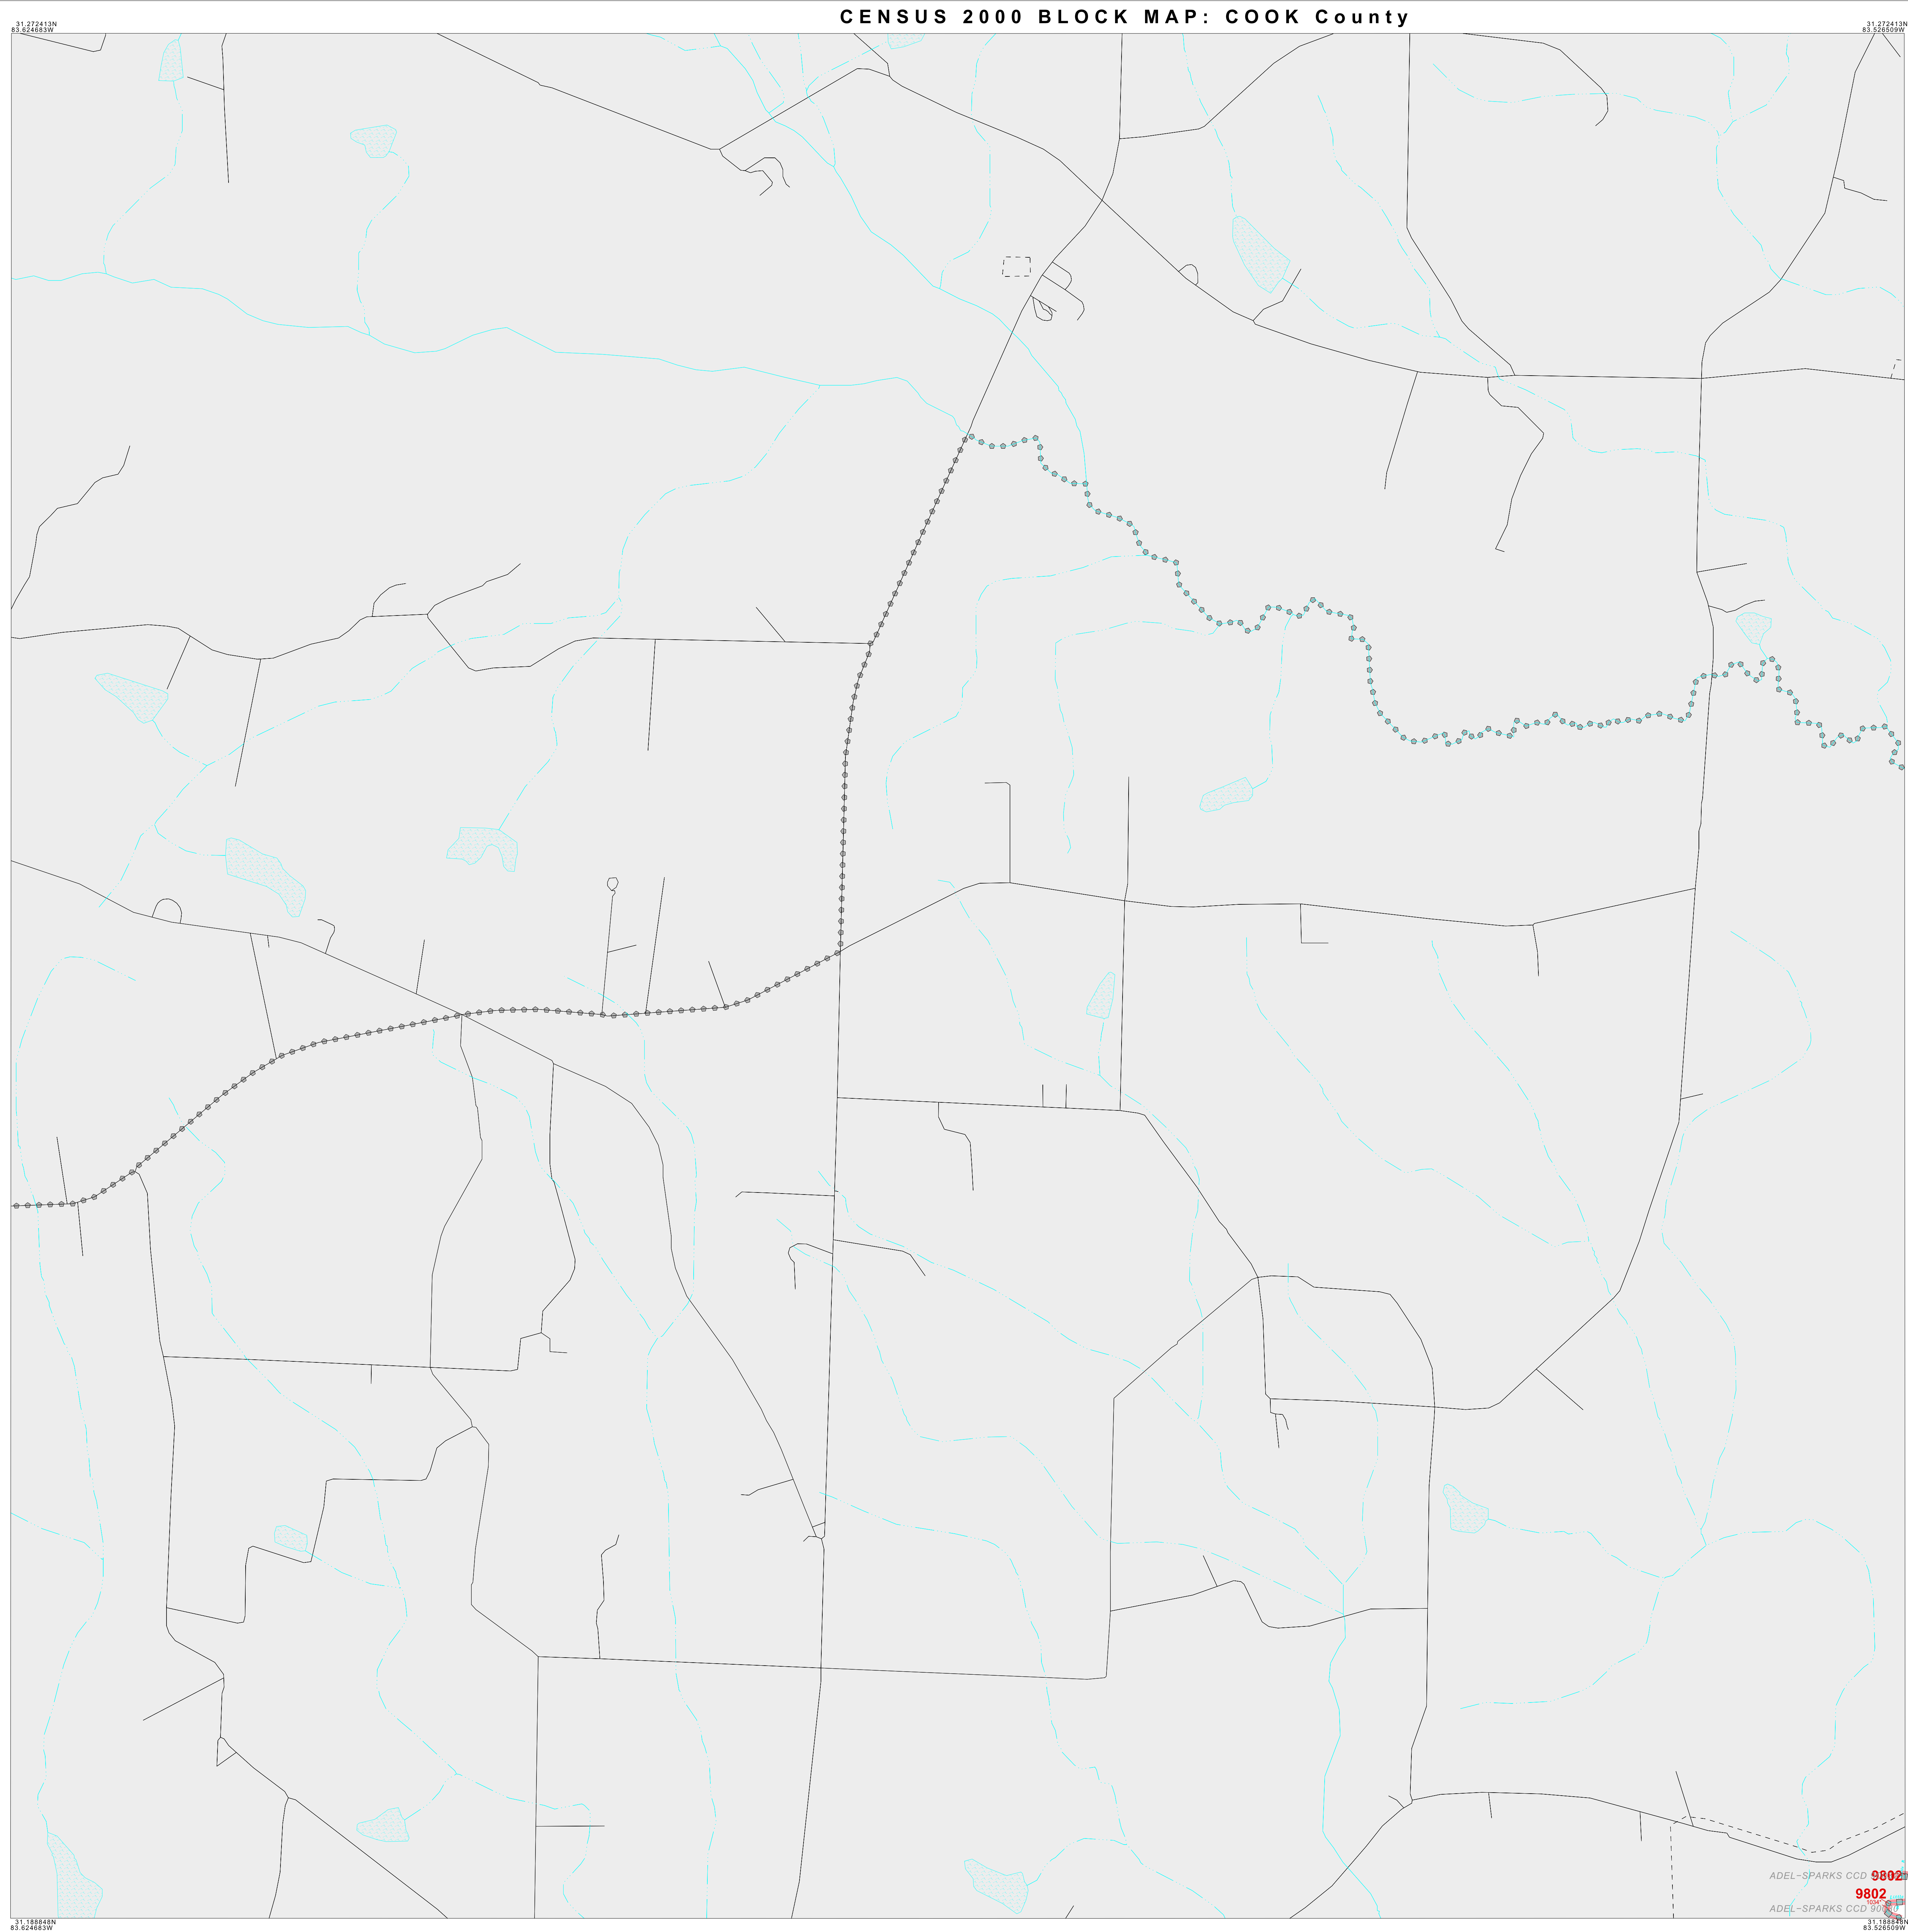 CENSUS 2000 BLOCK MAP: COOK County
31.272413N
83.624683W
31.272413N
83.526509W
ADEL-SPARKS CCD
9802
9802
1034
ADEL-SPARKS CCD
31.188848N
83.624683W
31.188848N
83.526509W